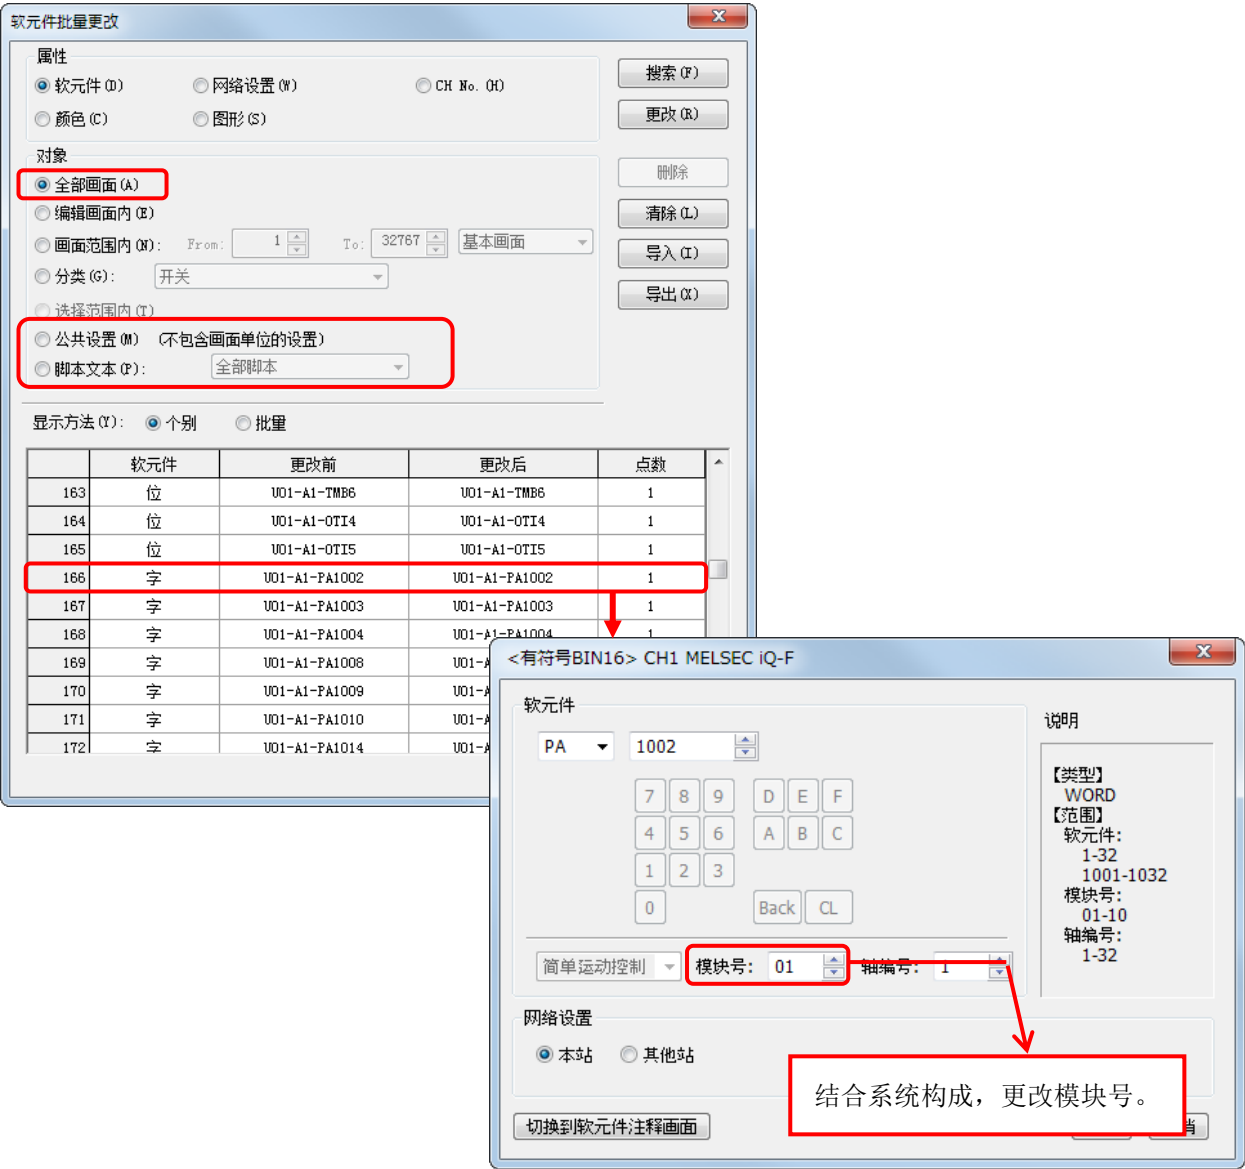 软元件批量更改
属性
软元件(D) 网络设置(W) CH No. (H)
颜色(C) 图形(S)
对象
全部画面(A)
编辑画面内(E)
画面范围内(N): From: 1 To: 32767 基本画面
分类(G): 开关
选择范围内(T)
公共设置(M) (不包含画面单位的设置)
脚本文本(P): 全部脚本
搜索(F)
更改(R)
删除
清除(L)
导入(I)
导出(X)
显示方法(Y): 个别 批量
软元件 更改前 更改后 点数
163 位 U01-A1-TMB6 U01-A1-TMB6 1
164 位 U01-A1-OTI4 U01-A1-OTI4 1
165 位 U01-A1-OTI5 U01-A1-OTI5 1
166 字 U01-A1-PA1002 U01-A1-PA1002 1
167 字 U01-A1-PA1003 U01-A1-PA1003 1
168 字 U01-A1-PA1004 U01-A1-PA1004 1
169 字 U01-A1-PA1008 U01-A
170 字 U01-A1-PA1009 U01-A
171 字 U01-A1-PA1010 U01-A
172 字 U01-A1-PA1014 U01-A
<有符号BIN16> CH1 MELSEC iQ-F
软元件
PA 1002
7 8 9 D E F
4 5 6 A B C
1 2 3
0 Back CL
简单运动控制 模块号: 01 轴编号: 1
说明
【类型】
WORD
【范围】
软元件:
1-32
1001-1032
模块号:
01-10
轴编号:
1-32
网络设置
本站 其他站
结合系统构成，更改模块号。
切换到软元件注释画面